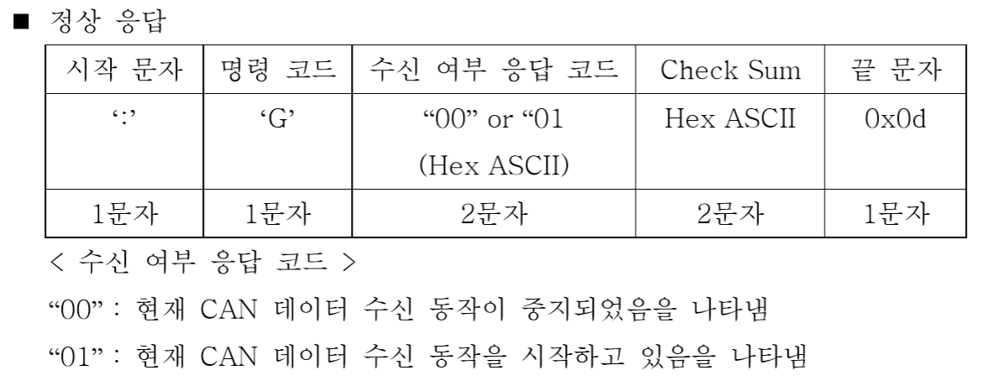 ■ 정상 응답
시작 문자 명령 코드 수신 여부 응답 코드 Check Sum 끝 문자
‘:’ ‘G’ “00” or “01 Hex ASCII 0x0d
(Hex ASCII)
1문자 1문자 2문자 2문자 1문자
< 수신 여부 응답 코드 >
“00” : 현재 CAN 데이터 수신 동작이 중지되었음을 나타냄
“01” : 현재 CAN 데이터 수신 동작을 시작하고 있음을 나타냄